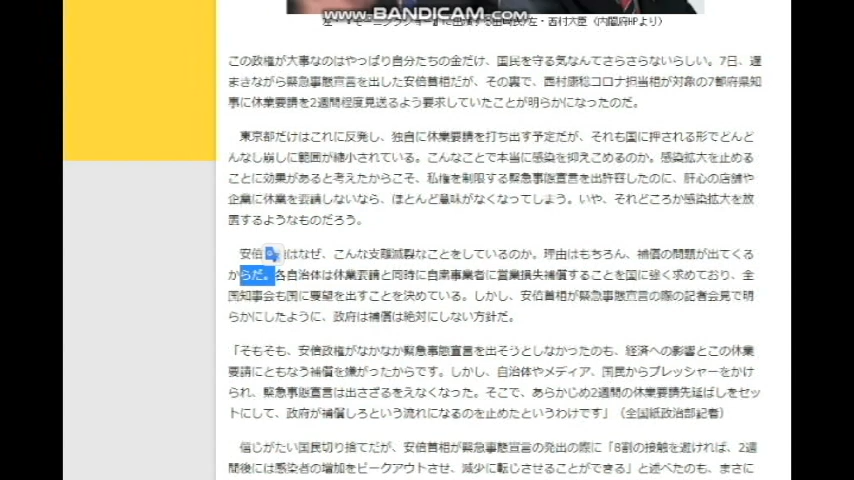 www.BANDICAM.com
左・『モーニングショー』に出演する田﨑氏/右・西村大臣（内閣府HPより）
この政権が大事なのはやっぱり自分たちの金だけ、国民を守る気なんてさらさらないらしい。7日、遅
まきながら緊急事態宣言を出した安倍首相だが、その裏で、西村康稔コロナ担当相が対象の7都府県知
事に休業要請を2週間程度見送るよう要求していたことが明らかになったのだ。
東京都だけはこれに反発し、独自に休業要請を打ち出す予定だが、それも国に押される形でどんど
んなし崩しに範囲が縮小されている。こんなことで本当に感染を抑えこめるのか。感染拡大を止める
ことに効果があると考えたからこそ、私権を制限する緊急事態宣言を出許容したのに、肝心の店舗や
企業に休業を要請しないなら、ほとんど意味がなくなってしまう。いや、それどころか感染拡大を放
置するようなものだろう。
安倍 はなぜ、こんな支離滅裂なことをしているのか。理由はもちろん、補償の問題が出てくる
からだ。各自治体は休業要請と同時に自粛事業者に営業損失補償することを国に強く求めており、全
国知事会も国に要望を出すことを決めている。しかし、安倍首相が緊急事態宣言の際の記者会見で明
らかにしたように、政府は補償は絶対にしない方針だ。
「そもそも、安倍政権がなかなか緊急事態宣言を出そうとしなかったのも、経済への影響とこの休業
要請にともなう補償を嫌がったからです。しかし、自治体やメディア、国民からプレッシャーをかけ
られ、緊急事態宣言は出さざるをえなくなった。そこで、あらかじめ2週間の休業要請先延ばしをセッ
トにして、政府が補償しろという流れになるのを止めたというわけです」（全国紙政治部記者）
信じがたい国民切り捨てだが、安倍首相が緊急事態宣言の発出の際に「8割の接触を避ければ、2週
間後には感染者の増加をピークアウトさせ、減少に転じさせることができる」と述べたのも、まさに